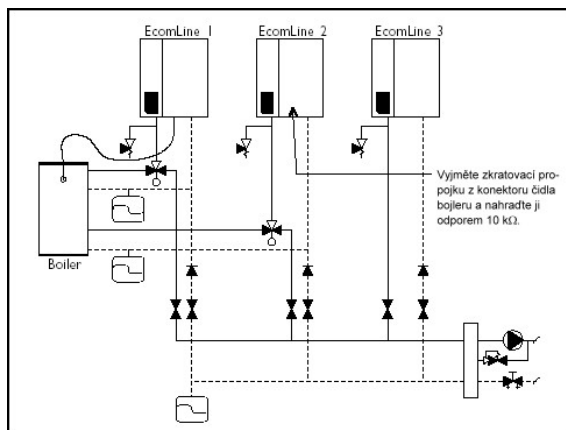 EcomLine 1
EcomLine 2
EcomLine 3
Vyjměte zkratovací pro-
pojku z konektoru čidla
bojleru a nahraďte ji
odporem 10 kΩ.
Boiler